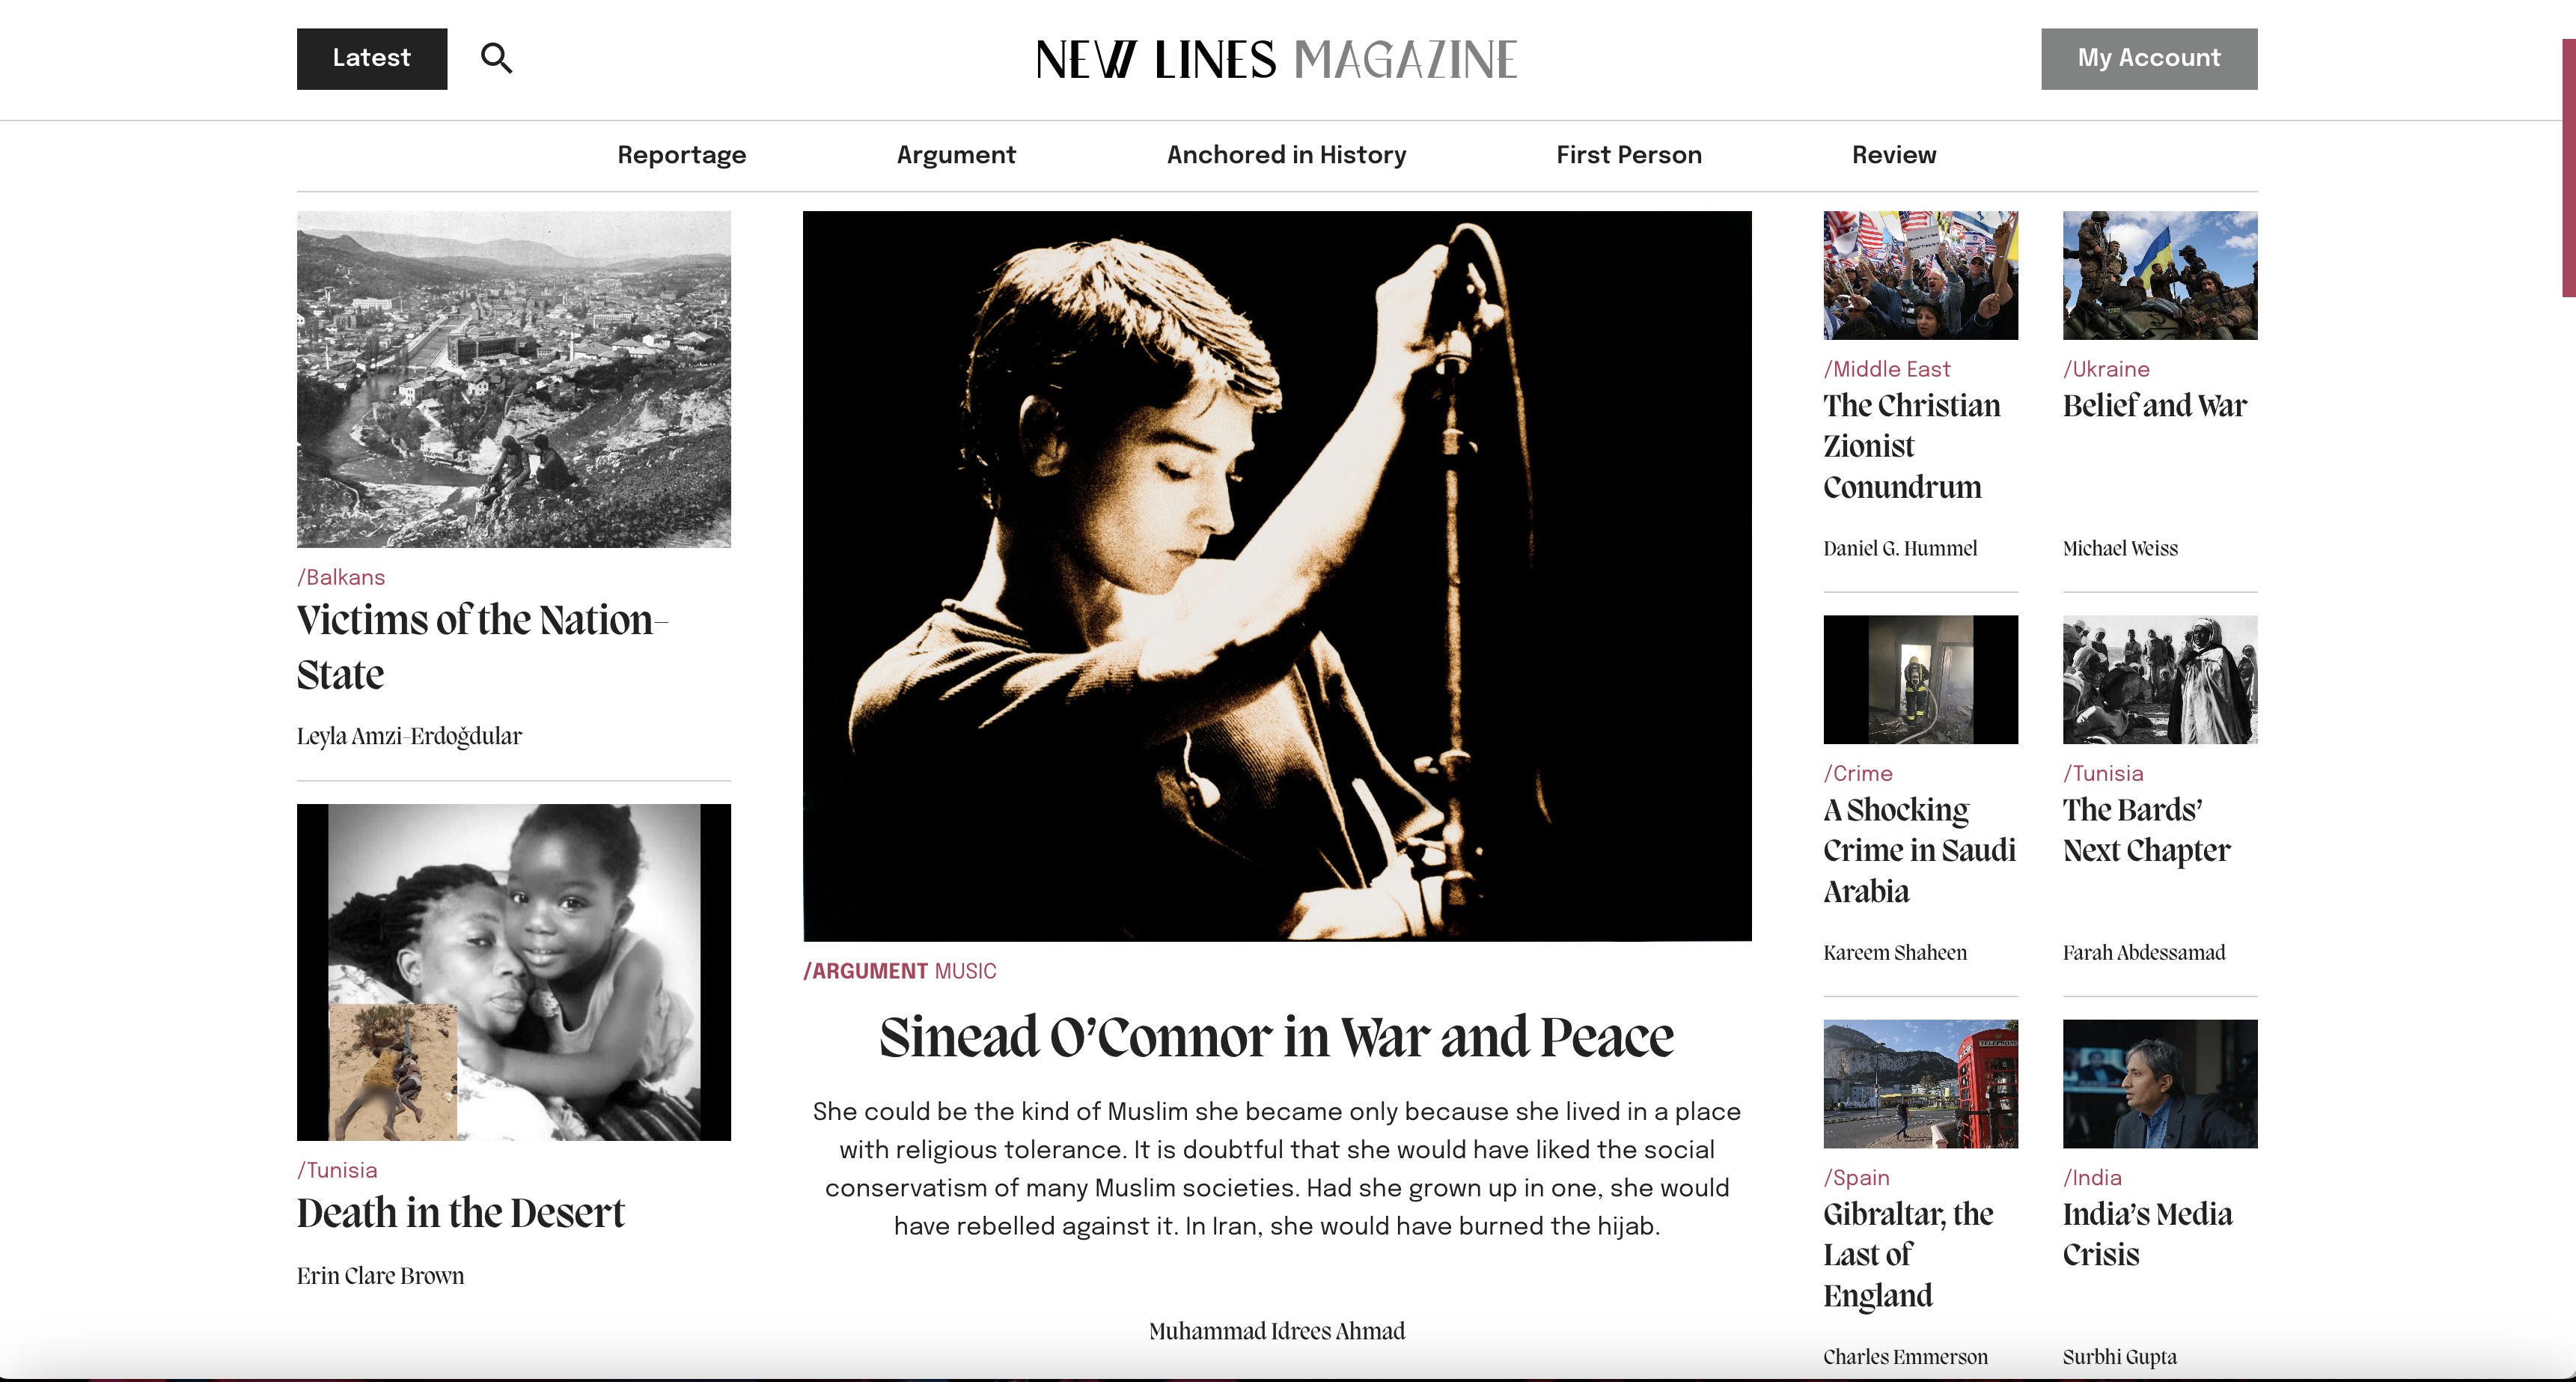 Latest
NEW LINES MAGAZINE
My Account
Reportage
Argument
Anchored in History
First Person
Review
/Balkans
Victims of the Nation-
State
Leyla Amzi-Erdoğdular
/Tunisia
Death in the Desert
Erin Clare Brown
/ARGUMENT MUSIC
Sinead O’Connor in War and Peace
She could be the kind of Muslim she became only because she lived in a place
with religious tolerance. It is doubtful that she would have liked the social
conservatism of many Muslim societies. Had she grown up in one, she would
have rebelled against it. In Iran, she would have burned the hijab.
Muhammad Idrees Ahmad
/Middle East
The Christian
Zionist
Conundrum
Daniel G. Hummel
/Ukraine
Belief and War
Michael Weiss
/Crime
A Shocking
Crime in Saudi
Arabia
Kareem Shaheen
/Tunisia
The Bards’
Next Chapter
Farah Abdessamad
TELEPHONE
/Spain
Gibraltar, the
Last of
England
Charles Emmerson
/India
India’s Media
Crisis
Surbhi Gupta